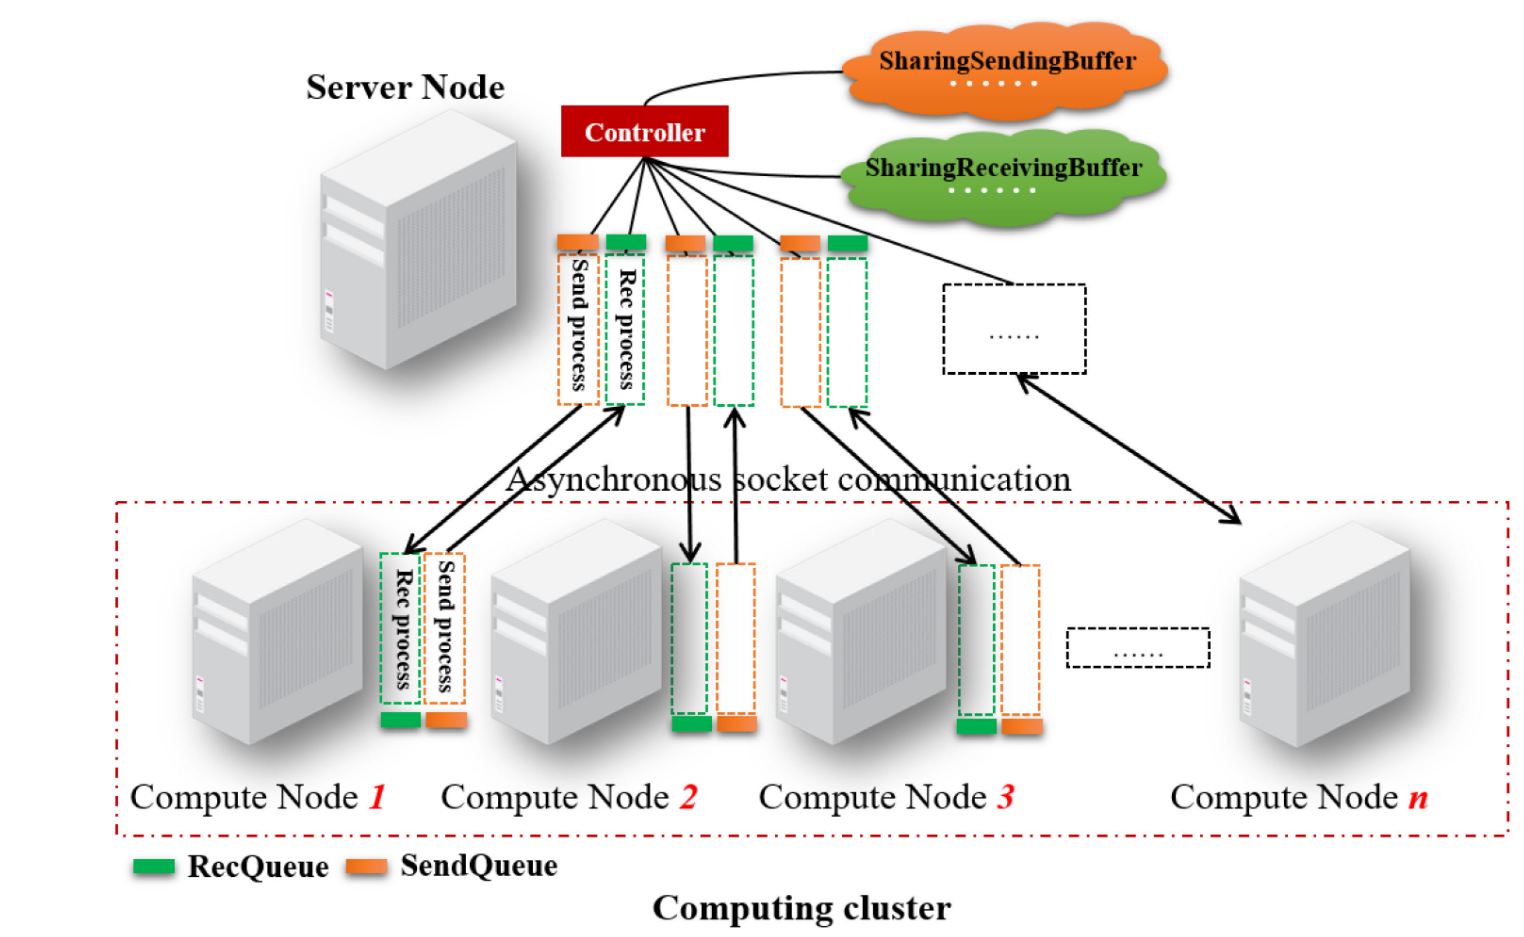 SharingSendingBuffer
......
Server Node
Controller
SharingReceivingBuffer
......
Send process
Rec process
......
Asynchronous socket communication
Rec process
Send process
......
Compute Node 1
Compute Node 2
Compute Node 3
Compute Node n
RecQueue
SendQueue
Computing cluster